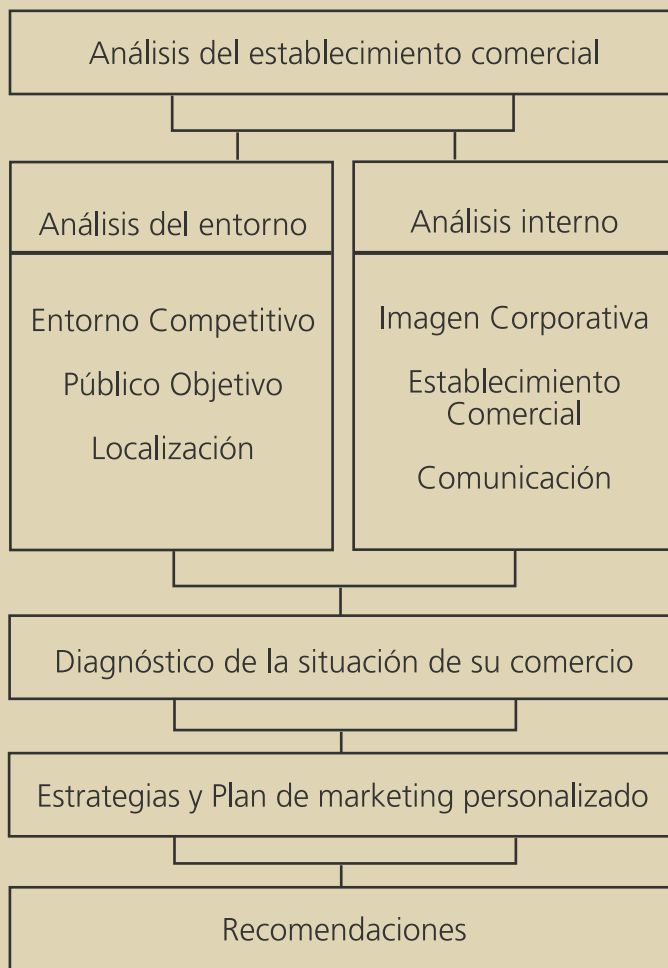 Análisis del establecimiento comercial
Análisis del entorno
Entorno Competitivo
Público Objetivo
Localización
Análisis interno
Imagen Corporativa
Establecimiento
Comercial
Comunicación
Diagnóstico de la situación de su comercio
Estrategias y Plan de marketing personalizado
Recomendaciones